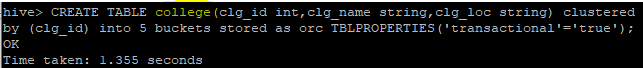 hive> CREATE TABLE college(clg_id int,clg_name string,clg_loc string) clustered
by (clg_id) into 5 buckets stored as orc TBLPROPERTIES('transactional'='true');
OK
Time taken: 1.355 seconds